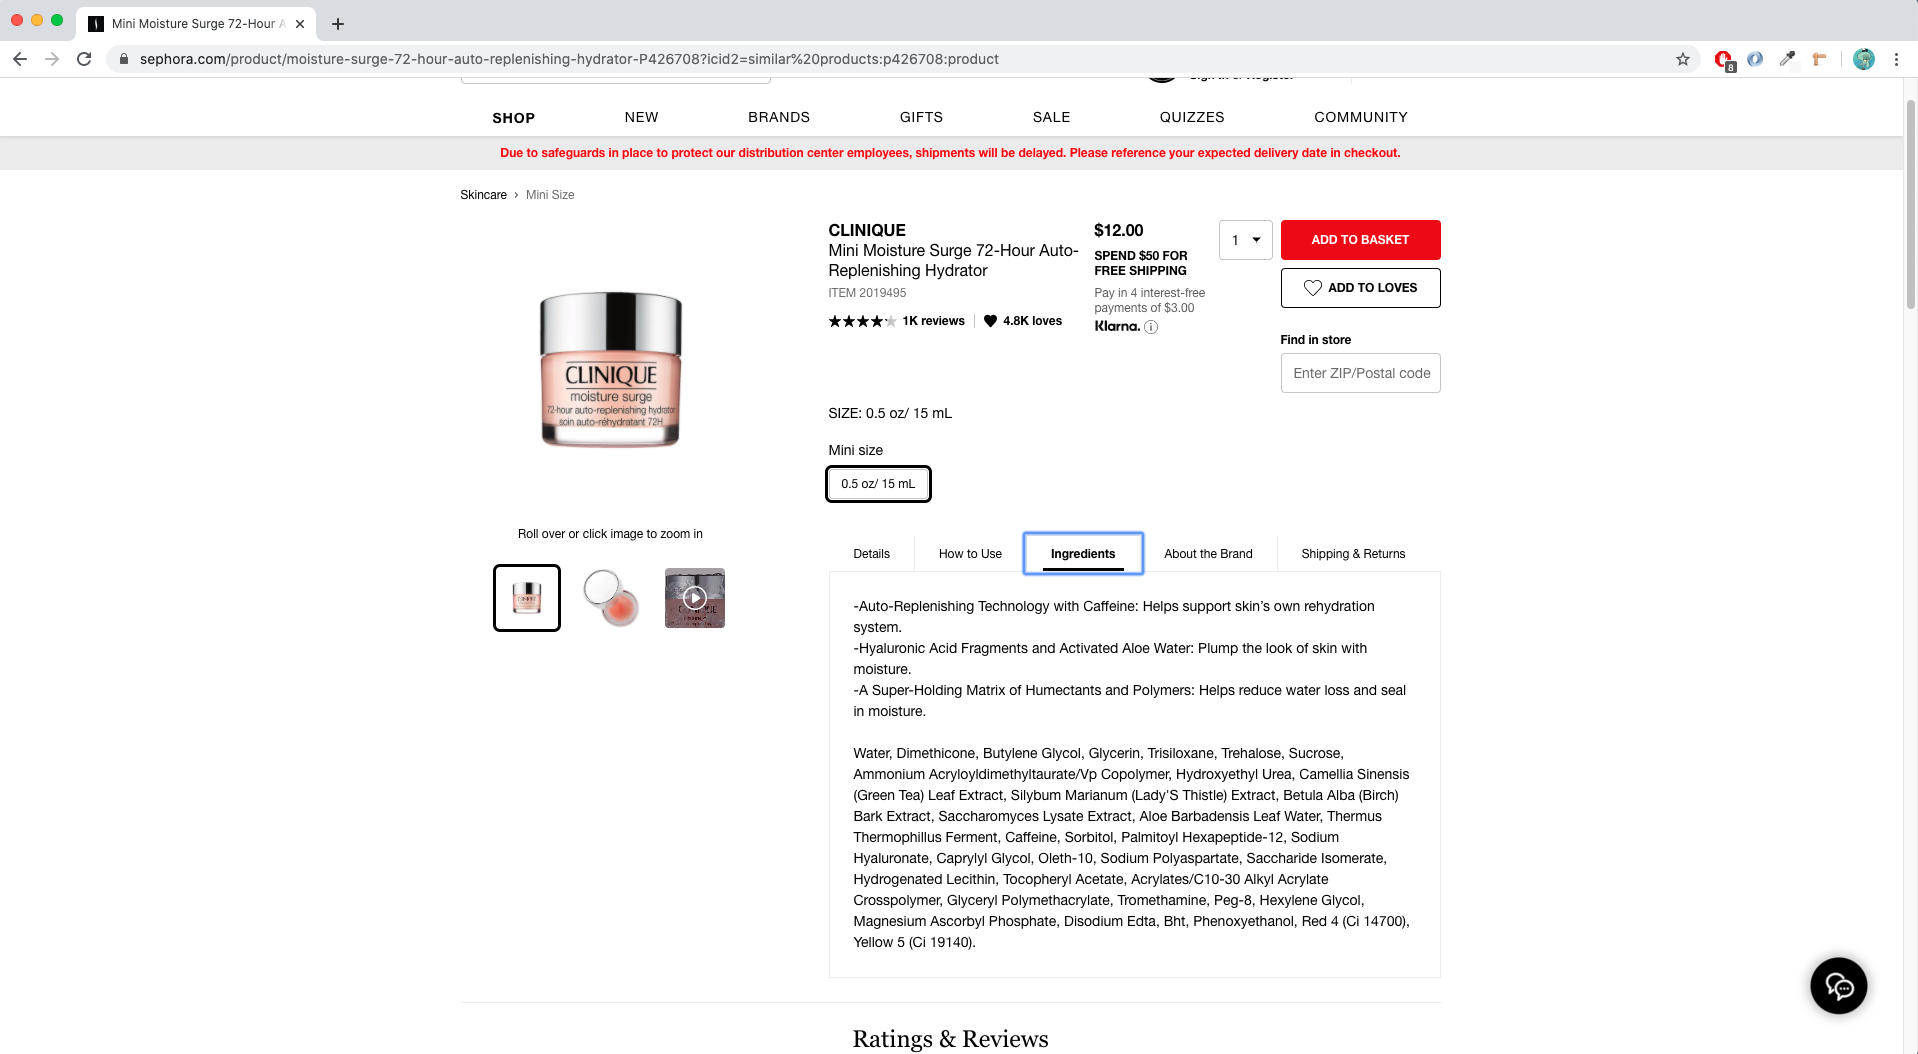 Mini Moisture Surge 72-Hour A
sephora.com/product/moisture-surge-72-hour-auto-replenishing-hydrator-P426708?icid2=similar%20products:p426708:product
8
Sign In or Register
SHOP
NEW
BRANDS
GIFTS
SALE
QUIZZES
COMMUNITY
Due to safeguards in place to protect our distribution center employees, shipments will be delayed. Please reference your expected delivery date in checkout.
Skincare › Mini Size
CLINIQUE
moisture surge
72-hour auto-replenishing hydrator
soin auto-réhydratant 72H
Roll over or click image to zoom in
CLINIQUE
Mini Moisture Surge 72-Hour Auto-
Replenishing Hydrator
ITEM 2019495
1K reviews
4.8K loves
$12.00
SPEND $50 FOR
FREE SHIPPING
Pay in 4 interest-free
payments of $3.00
Klarna.
1
ADD TO BASKET
ADD TO LOVES
Find in store
Enter ZIP/Postal code
SIZE: 0.5 oz/ 15 mL
Mini size
0.5 oz/ 15 mL
Details
How to Use
Ingredients
About the Brand
Shipping & Returns
-Auto-Replenishing Technology with Caffeine: Helps support skin’s own rehydration
system.
-Hyaluronic Acid Fragments and Activated Aloe Water: Plump the look of skin with
moisture.
-A Super-Holding Matrix of Humectants and Polymers: Helps reduce water loss and seal
in moisture.
Water, Dimethicone, Butylene Glycol, Glycerin, Trisiloxane, Trehalose, Sucrose,
Ammonium Acryloyldimethyltaurate/Vp Copolymer, Hydroxyethyl Urea, Camellia Sinensis
(Green Tea) Leaf Extract, Silybum Marianum (Lady'S Thistle) Extract, Betula Alba (Birch)
Bark Extract, Saccharomyces Lysate Extract, Aloe Barbadensis Leaf Water, Thermus
Thermophillus Ferment, Caffeine, Sorbitol, Palmitoyl Hexapeptide-12, Sodium
Hyaluronate, Caprylyl Glycol, Oleth-10, Sodium Polyaspartate, Saccharide Isomerate,
Hydrogenated Lecithin, Tocopheryl Acetate, Acrylates/C10-30 Alkyl Acrylate
Crosspolymer, Glyceryl Polymethacrylate, Tromethamine, Peg-8, Hexylene Glycol,
Magnesium Ascorbyl Phosphate, Disodium Edta, Bht, Phenoxyethanol, Red 4 (Ci 14700),
Yellow 5 (Ci 19140).
Ratings & Reviews